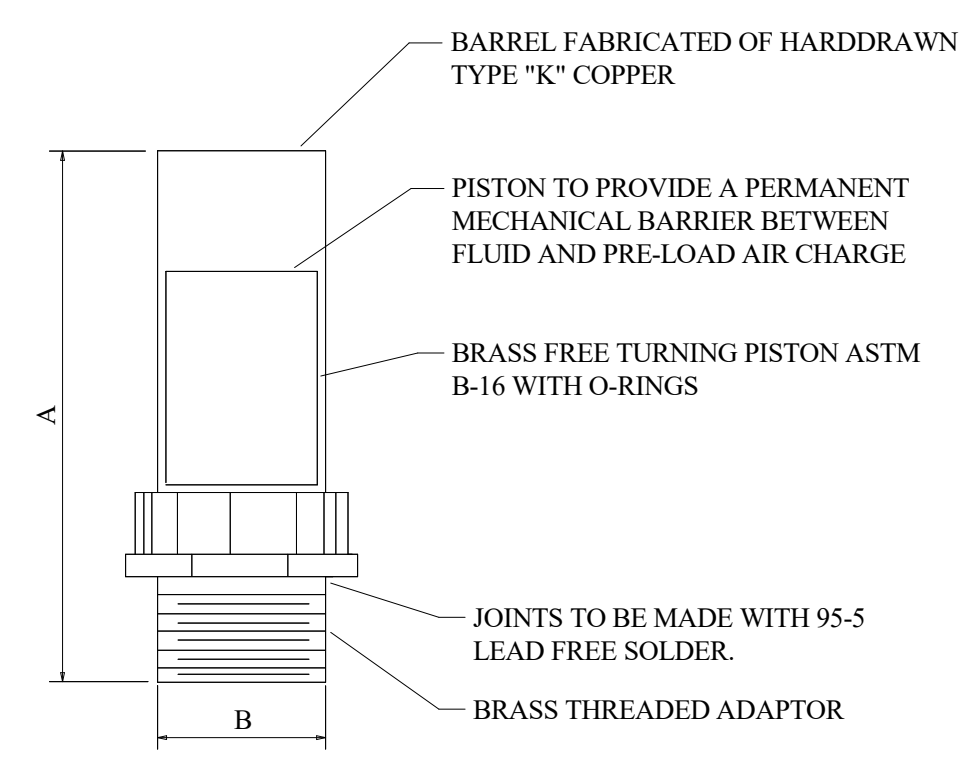 BARREL FABRICATED OF HARDDRAWN
TYPE "K" COPPER
PISTON TO PROVIDE A PERMANENT
MECHANICAL BARRIER BETWEEN
FLUID AND PRE-LOAD AIR CHARGE
BRASS FREE TURNING PISTON ASTM
B-16 WITH O-RINGS
A
JOINTS TO BE MADE WITH 95-5
LEAD FREE SOLDER.
BRASS THREADED ADAPTOR
B